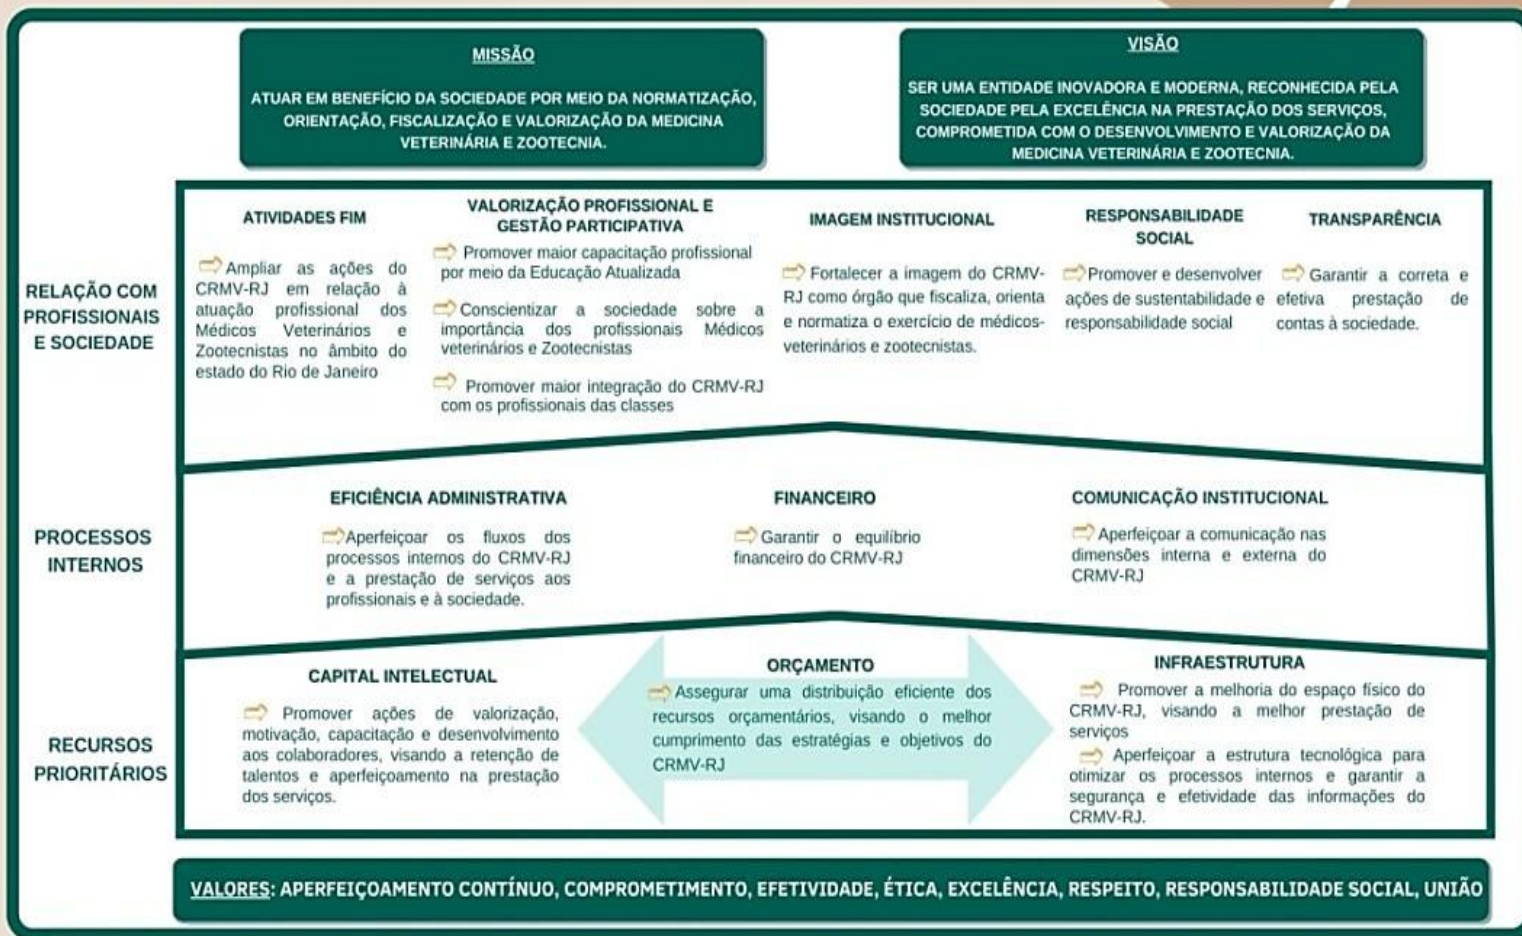 MISSÃO
ATUAR EM BENEFÍCIO DA SOCIEDADE POR MEIO DA NORMATIZAÇÃO,
ORIENTAÇÃO, FISCALIZAÇÃO E VALORIZAÇÃO DA MEDICINA
VETERINÁRIA E ZOOTECNIA.
VISÃO
SER UMA ENTIDADE INOVADORA E MODERNA, RECONHECIDA PELA
SOCIEDADE PELA EXCELÊNCIA NA PRESTAÇÃO DOS SERVIÇOS,
COMPROMETIDA COM O DESENVOLVIMENTO E VALORIZAÇÃO DA
MEDICINA VETERINÁRIA E ZOOTECNIA.
RELAÇÃO COM
PROFISSIONAIS
E SOCIEDADE
ATIVIDADES FIM
Ampliar as ações do
CRMV-RJ em relação à
atuação profissional dos
Médicos Veterinários e
Zootecnistas no âmbito do
estado do Rio de Janeiro
VALORIZAÇÃO PROFISSIONAL E
GESTÃO PARTICIPATIVA
Promover maior capacitação profissional
por meio da Educação Atualizada
Conscientizar a sociedade sobre a
importância dos profissionais Médicos
veterinários e Zootecnistas
Promover maior integração do CRMV-RJ
com os profissionais das classes
IMAGEM INSTITUCIONAL
Fortalecer a imagem do CRMV-
RJ como órgão que fiscaliza, orienta
e normatiza o exercício de médicos-
veterinários e zootecnistas.
RESPONSABILIDADE
SOCIAL
Promover e desenvolver
ações de sustentabilidade e
responsabilidade social
TRANSPARÊNCIA
Garantir a correta e
efetiva prestação de
contas à sociedade.
PROCESSOS
INTERNOS
EFICIÊNCIA ADMINISTRATIVA
Aperfeiçoar os fluxos dos
processos internos do CRMV-RJ
e a prestação de serviços aos
profissionais e à sociedade.
FINANCEIRO
Garantir o equilíbrio
financeiro do CRMV-RJ
COMUNICAÇÃO INSTITUCIONAL
Aperfeiçoar a comunicação nas
dimensões interna e externa do
CRMV-RJ
RECURSOS
PRIORITÁRIOS
CAPITAL INTELECTUAL
Promover ações de valorização,
motivação, capacitação e desenvolvimento
aos colaboradores, visando a retenção de
talentos e aperfeiçoamento na prestação
dos serviços.
ORÇAMENTO
Assegurar uma distribuição eficiente dos
recursos orçamentários, visando o melhor
cumprimento das estratégias e objetivos do
CRMV-RJ
INFRAESTRUTURA
Promover a melhoria do espaço físico do
CRMV-RJ, visando a melhor prestação de
serviços
Aperfeiçoar a estrutura tecnológica para
otimizar os processos internos e garantir a
segurança e efetividade das informações do
CRMV-RJ.
VALORES: APERFEIÇOAMENTO CONTÍNUO, COMPROMETIMENTO, EFETIVIDADE, ÉTICA, EXCELÊNCIA, RESPEITO, RESPONSABILIDADE SOCIAL, UNIÃO